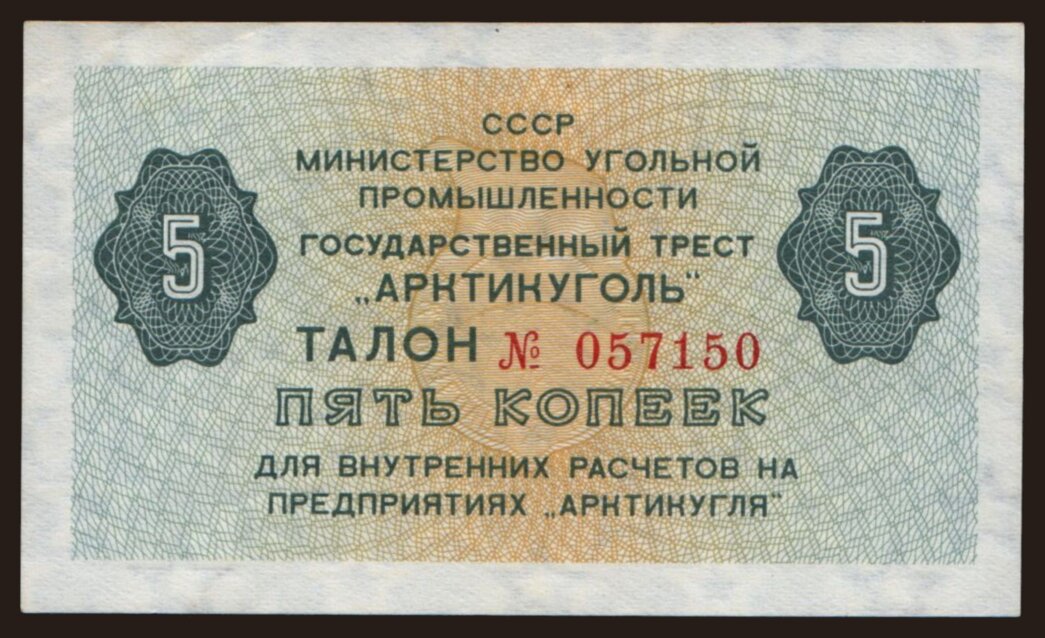 СССР
МИНИСТЕРСТВО УГОЛЬНОЙ
ПРОМЫШЛЕННОСТИ
ГОСУДАРСТВЕННЫЙ ТРЕСТ
„АРКТИКУГОЛЬ"
5
5
ТАЛОН № 057150
ПЯТЬ КОПЕЕК
ДЛЯ ВНУТРЕННИХ РАСЧЕТОВ НА
ПРЕДПРИЯТИЯХ „АРКТИКУГЛЯ"